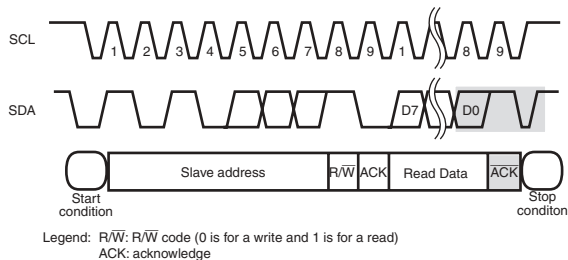 SCL
1 2 3 4 5 6 7 8 9 1 8 9
SDA
D7 D0
Slave address R/W̅ ACK Read Data A̅C̅K̅
Start
condition
Stop
conditon
Legend: R/W̅: R/W̅ code (0 is for a write and 1 is for a read)
ACK: acknowledge